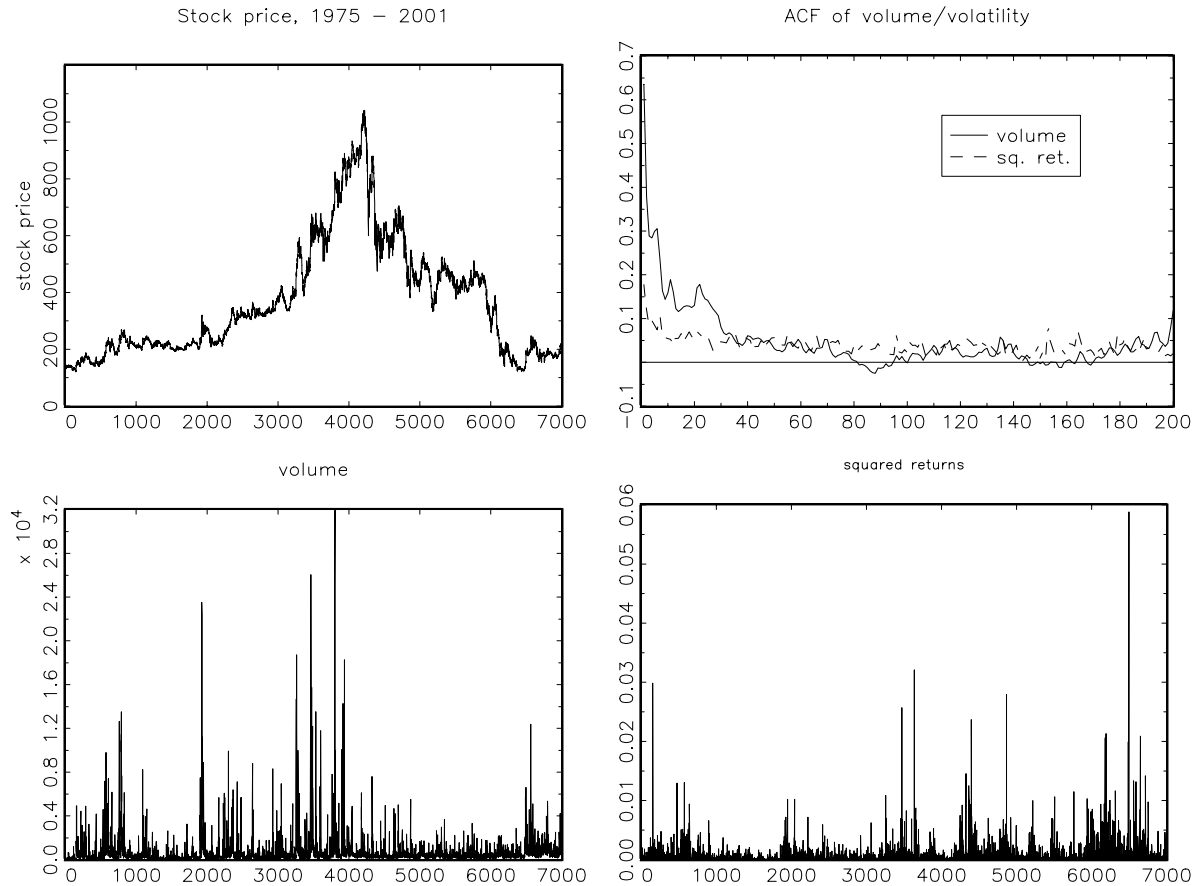 Stock price, 1975 – 2001
stock price
0 200 400 600 800 1000
0 1000 2000 3000 4000 5000 6000 7000
ACF of volume/volatility
volume
sq. ret.
–0.1 0.1 0.2 0.3 0.4 0.5 0.6 0.7
0 20 40 60 80 100 120 140 160 180 200
volume
x 10⁴
0.0 0.4 0.8 1.2 1.6 2.0 2.4 2.8 3.2
0 1000 2000 3000 4000 5000 6000 7000
squared returns
0.00 0.01 0.02 0.03 0.04 0.05 0.06
0 1000 2000 3000 4000 5000 6000 7000